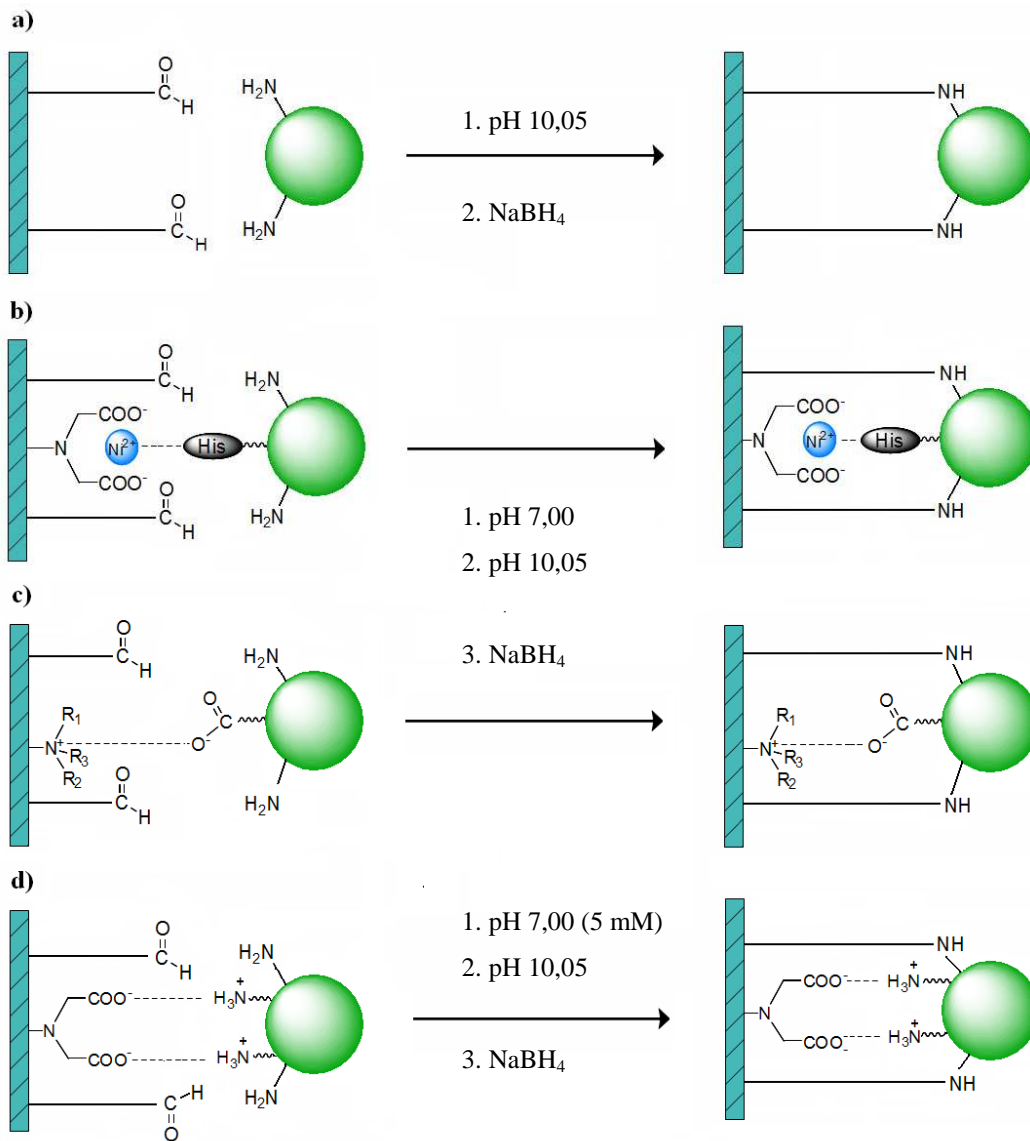 a)
O
C
H
H2N
1. pH 10,05
NH
O
C
H
H2N
2. NaBH4
NH
b)
O
C
H
H2N
NH
COO-
COO-
N
Ni2+
His
N
Ni2+
His
COO-
COO-
O
C
H
H2N
1. pH 7,00
NH
2. pH 10,05
c)
O
C
H
H2N
3. NaBH4
NH
O
C
O-
R1
N+
R3
R2
O
C
O-
R1
N+
R3
R2
O
C
H
H2N
NH
d)
O
C
H
H2N
1. pH 7,00 (5 mM)
NH
2. pH 10,05
COO-
H3N+
COO-
H3N+
N
N
COO-
H3N+
3. NaBH4
COO-
H3N+
C
H
O
H2N
NH